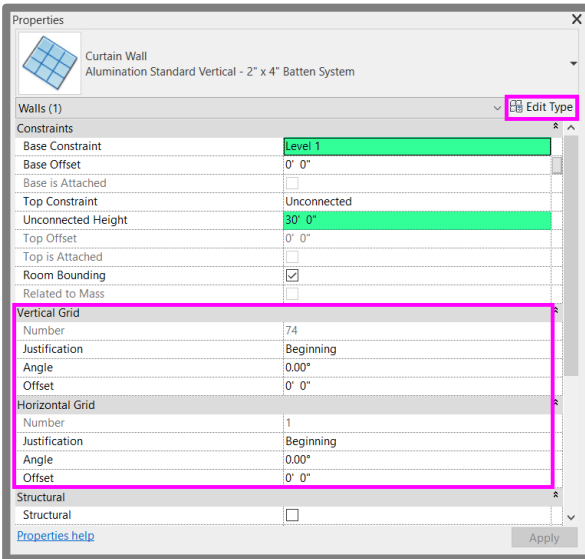 Properties X
Curtain Wall
Alumination Standard Vertical - 2" x 4" Batten System
Walls (1) Edit Type
Constraints
Base Constraint Level 1
Base Offset 0' 0"
Base is Attached
Top Constraint Unconnected
Unconnected Height 30' 0"
Top Offset 0' 0"
Top is Attached
Room Bounding
Related to Mass
Vertical Grid
Number 74
Justification Beginning
Angle 0.00°
Offset 0' 0"
Horizontal Grid
Number 1
Justification Beginning
Angle 0.00°
Offset 0' 0"
Structural
Structural
Properties help Apply